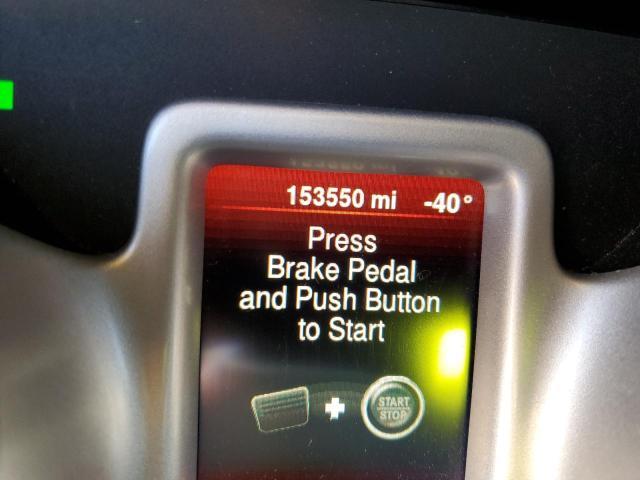 153550 mi -40°
Press
Brake Pedal
and Push Button
to Start
START
STOP